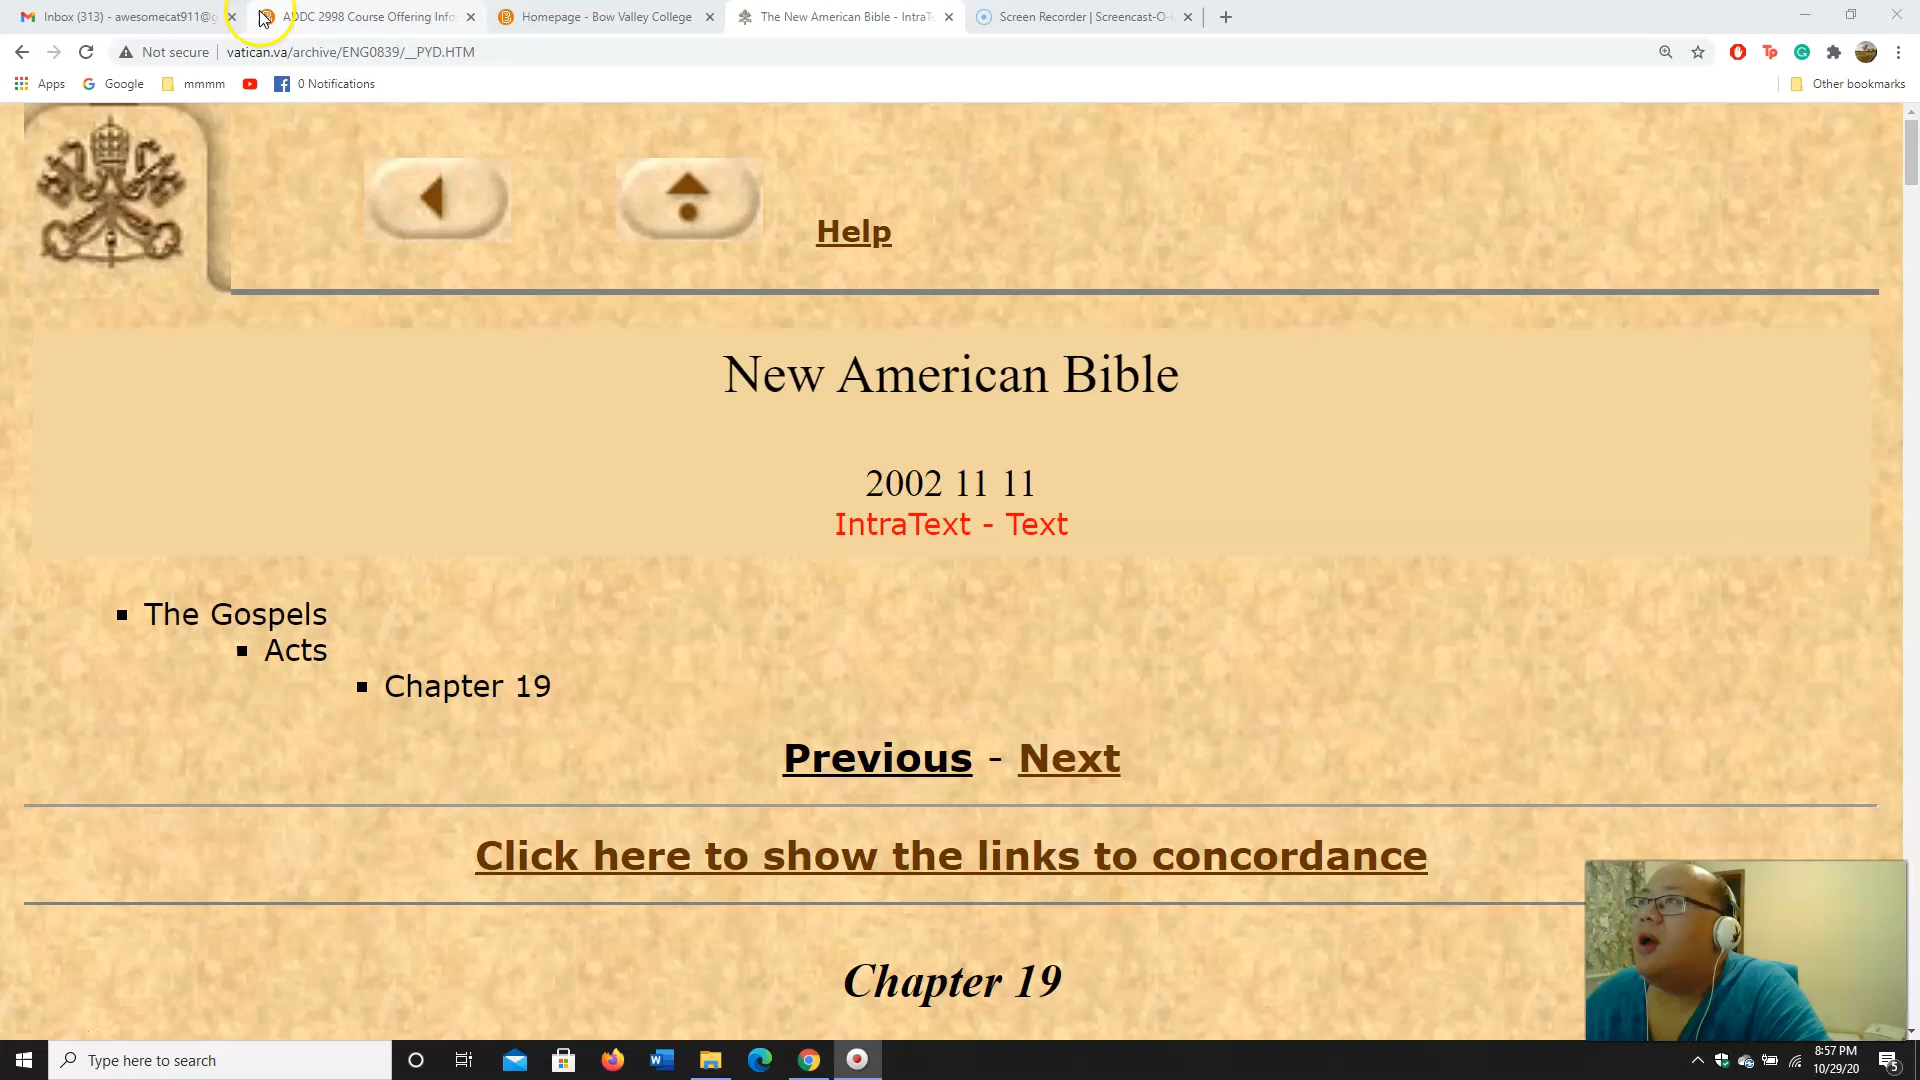 Inbox (313) - awesomecat911@g
ADDC 2998 Course Offering Info
Homepage - Bow Valley College
The New American Bible - IntraTe
Screen Recorder | Screencast-O-
Not secure
vatican.va/archive/ENG0839/__PYD.HTM
Apps
Google
mmmm
0 Notifications
Other bookmarks
Help
New American Bible
2002 11 11
IntraText - Text
The Gospels
Acts
Chapter 19
Previous - Next
Click here to show the links to concordance
Chapter 19
Type here to search
8:57 PM
10/29/20
5